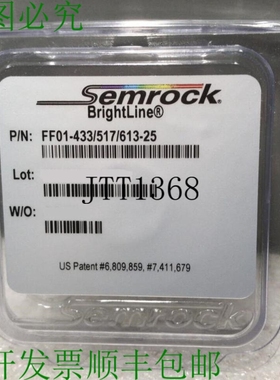 图必究
Semrock®
BrightLine®
P/N: FF01-433/517/613-25
Lot:
JTT1368
W/O:
US Patent #6,809,859, #7,411,679
Semrock
开发票顺丰包邮